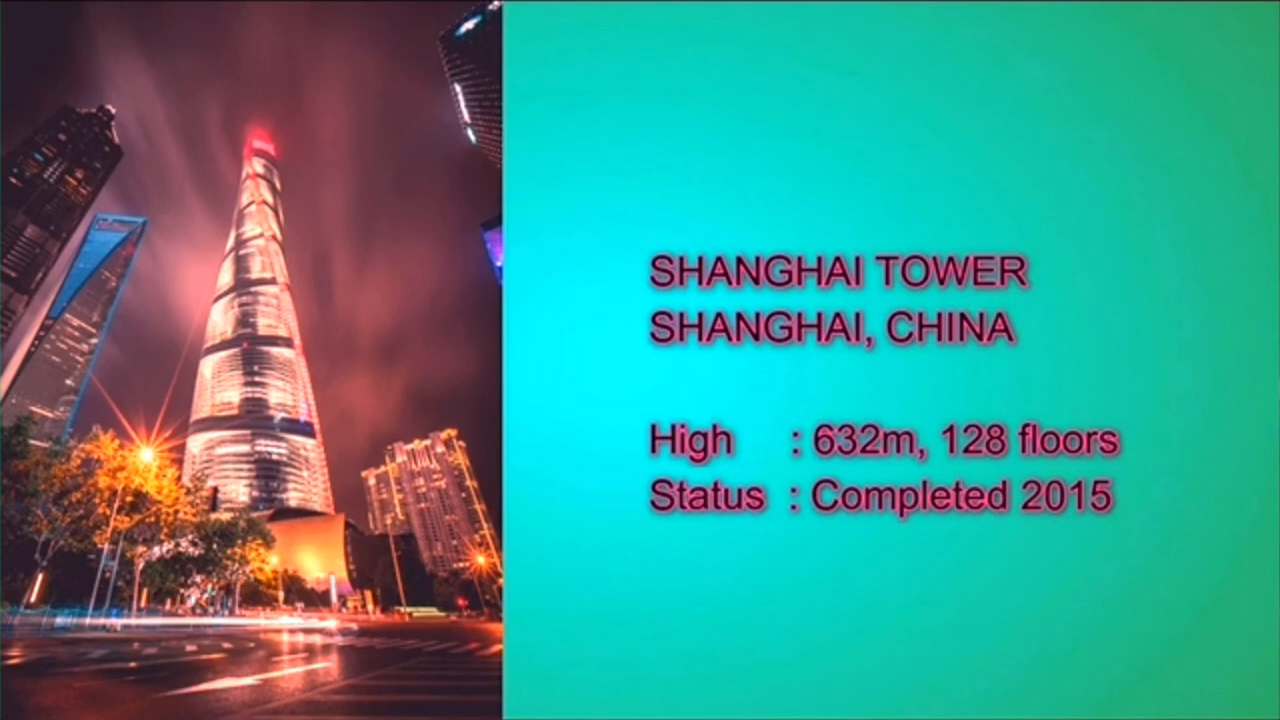 SHANGHAI TOWER
SHANGHAI, CHINA
High : 632m, 128 floors
Status : Completed 2015